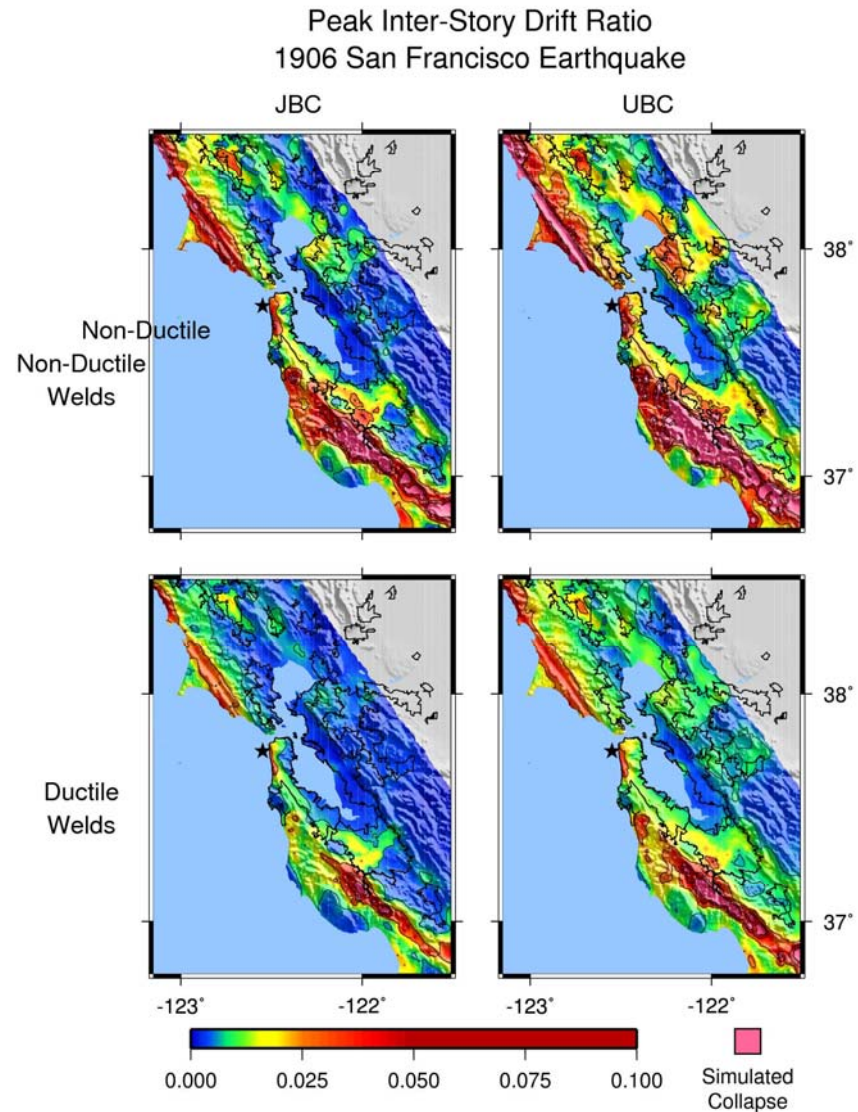 Peak Inter-Story Drift Ratio
1906 San Francisco Earthquake
JBC
UBC
38˚
Non-Ductile
Non-Ductile
Welds
37˚
38˚
Ductile
Welds
37˚
-123˚
-122˚
-123˚
-122˚
0.000
0.025
0.050
0.075
0.100
Simulated
Collapse